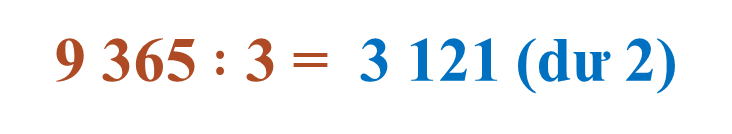 9 365 : 3 = 3 121 (dư 2)